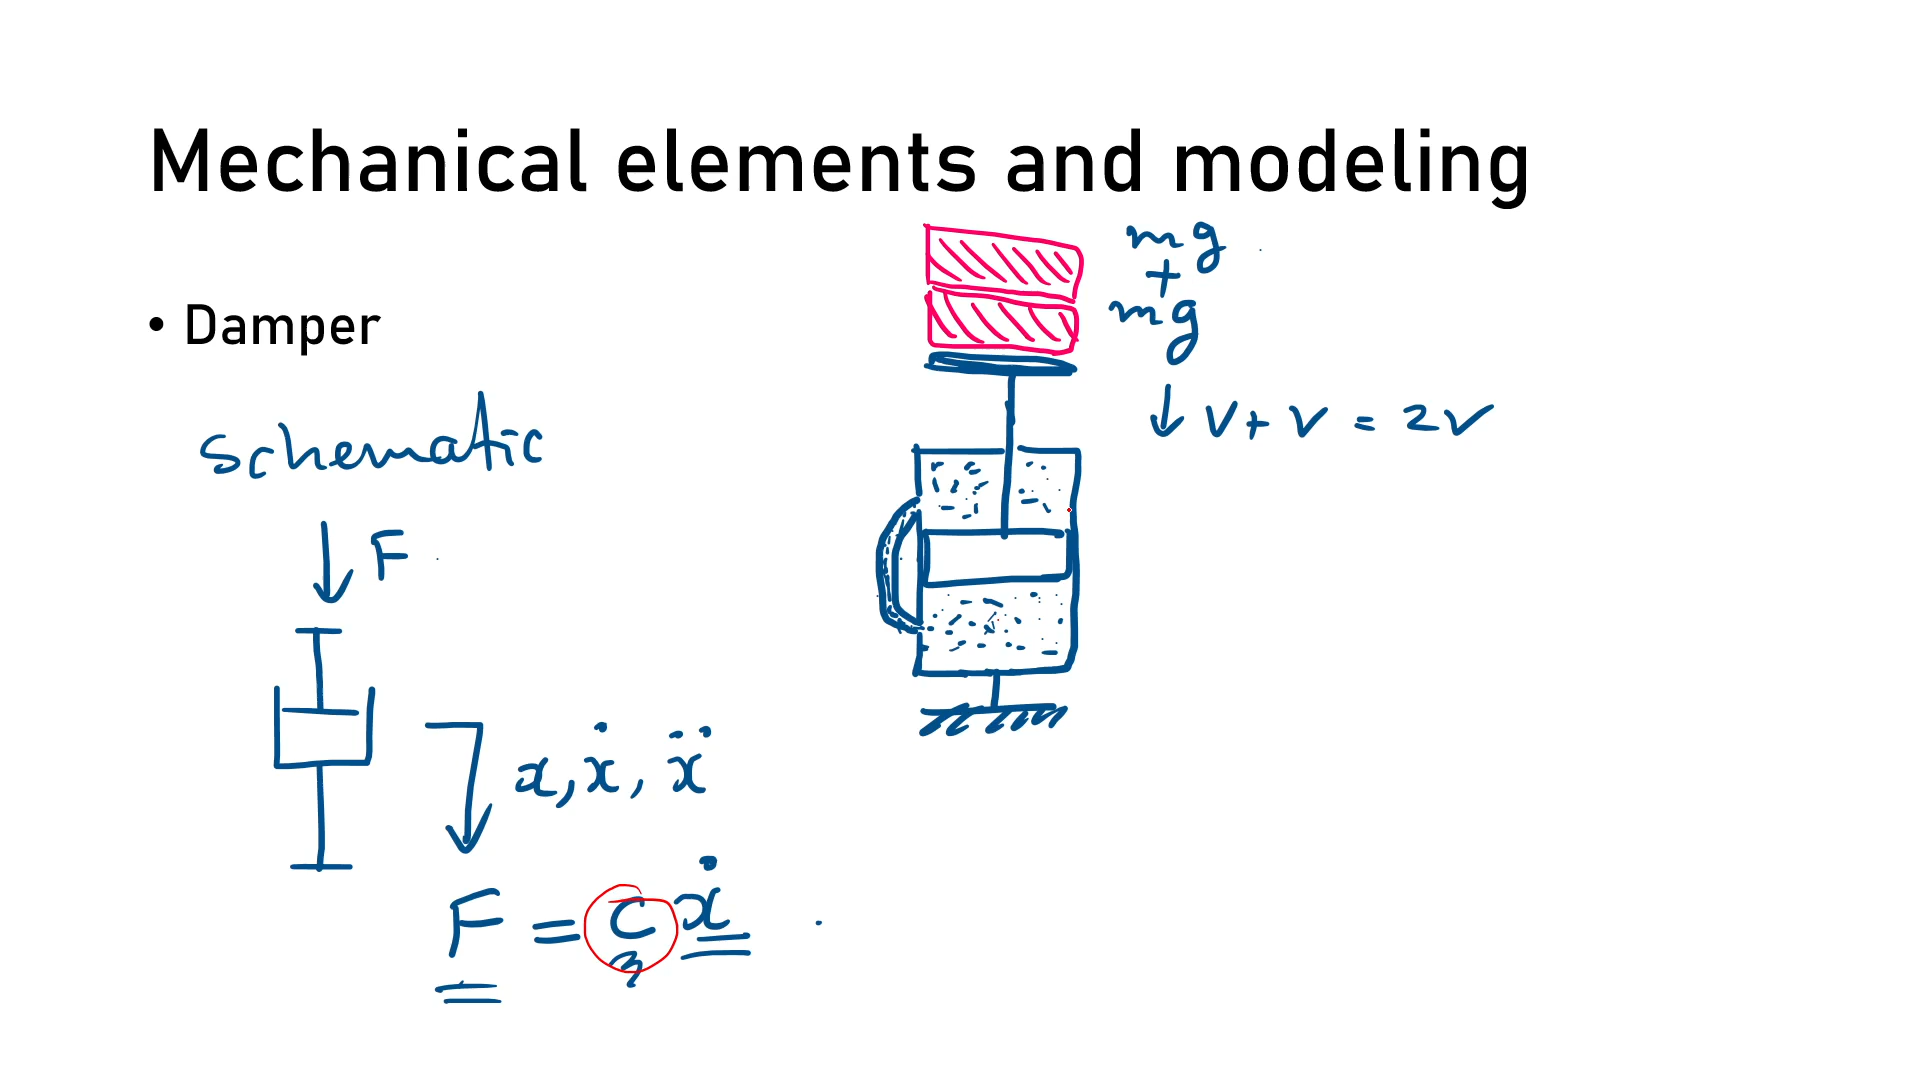 Mechanical elements and modeling
• Damper
schematic
F
x, ẋ, ẍ
F = c ẋ
mg
+
mg
↓ V + V = 2V